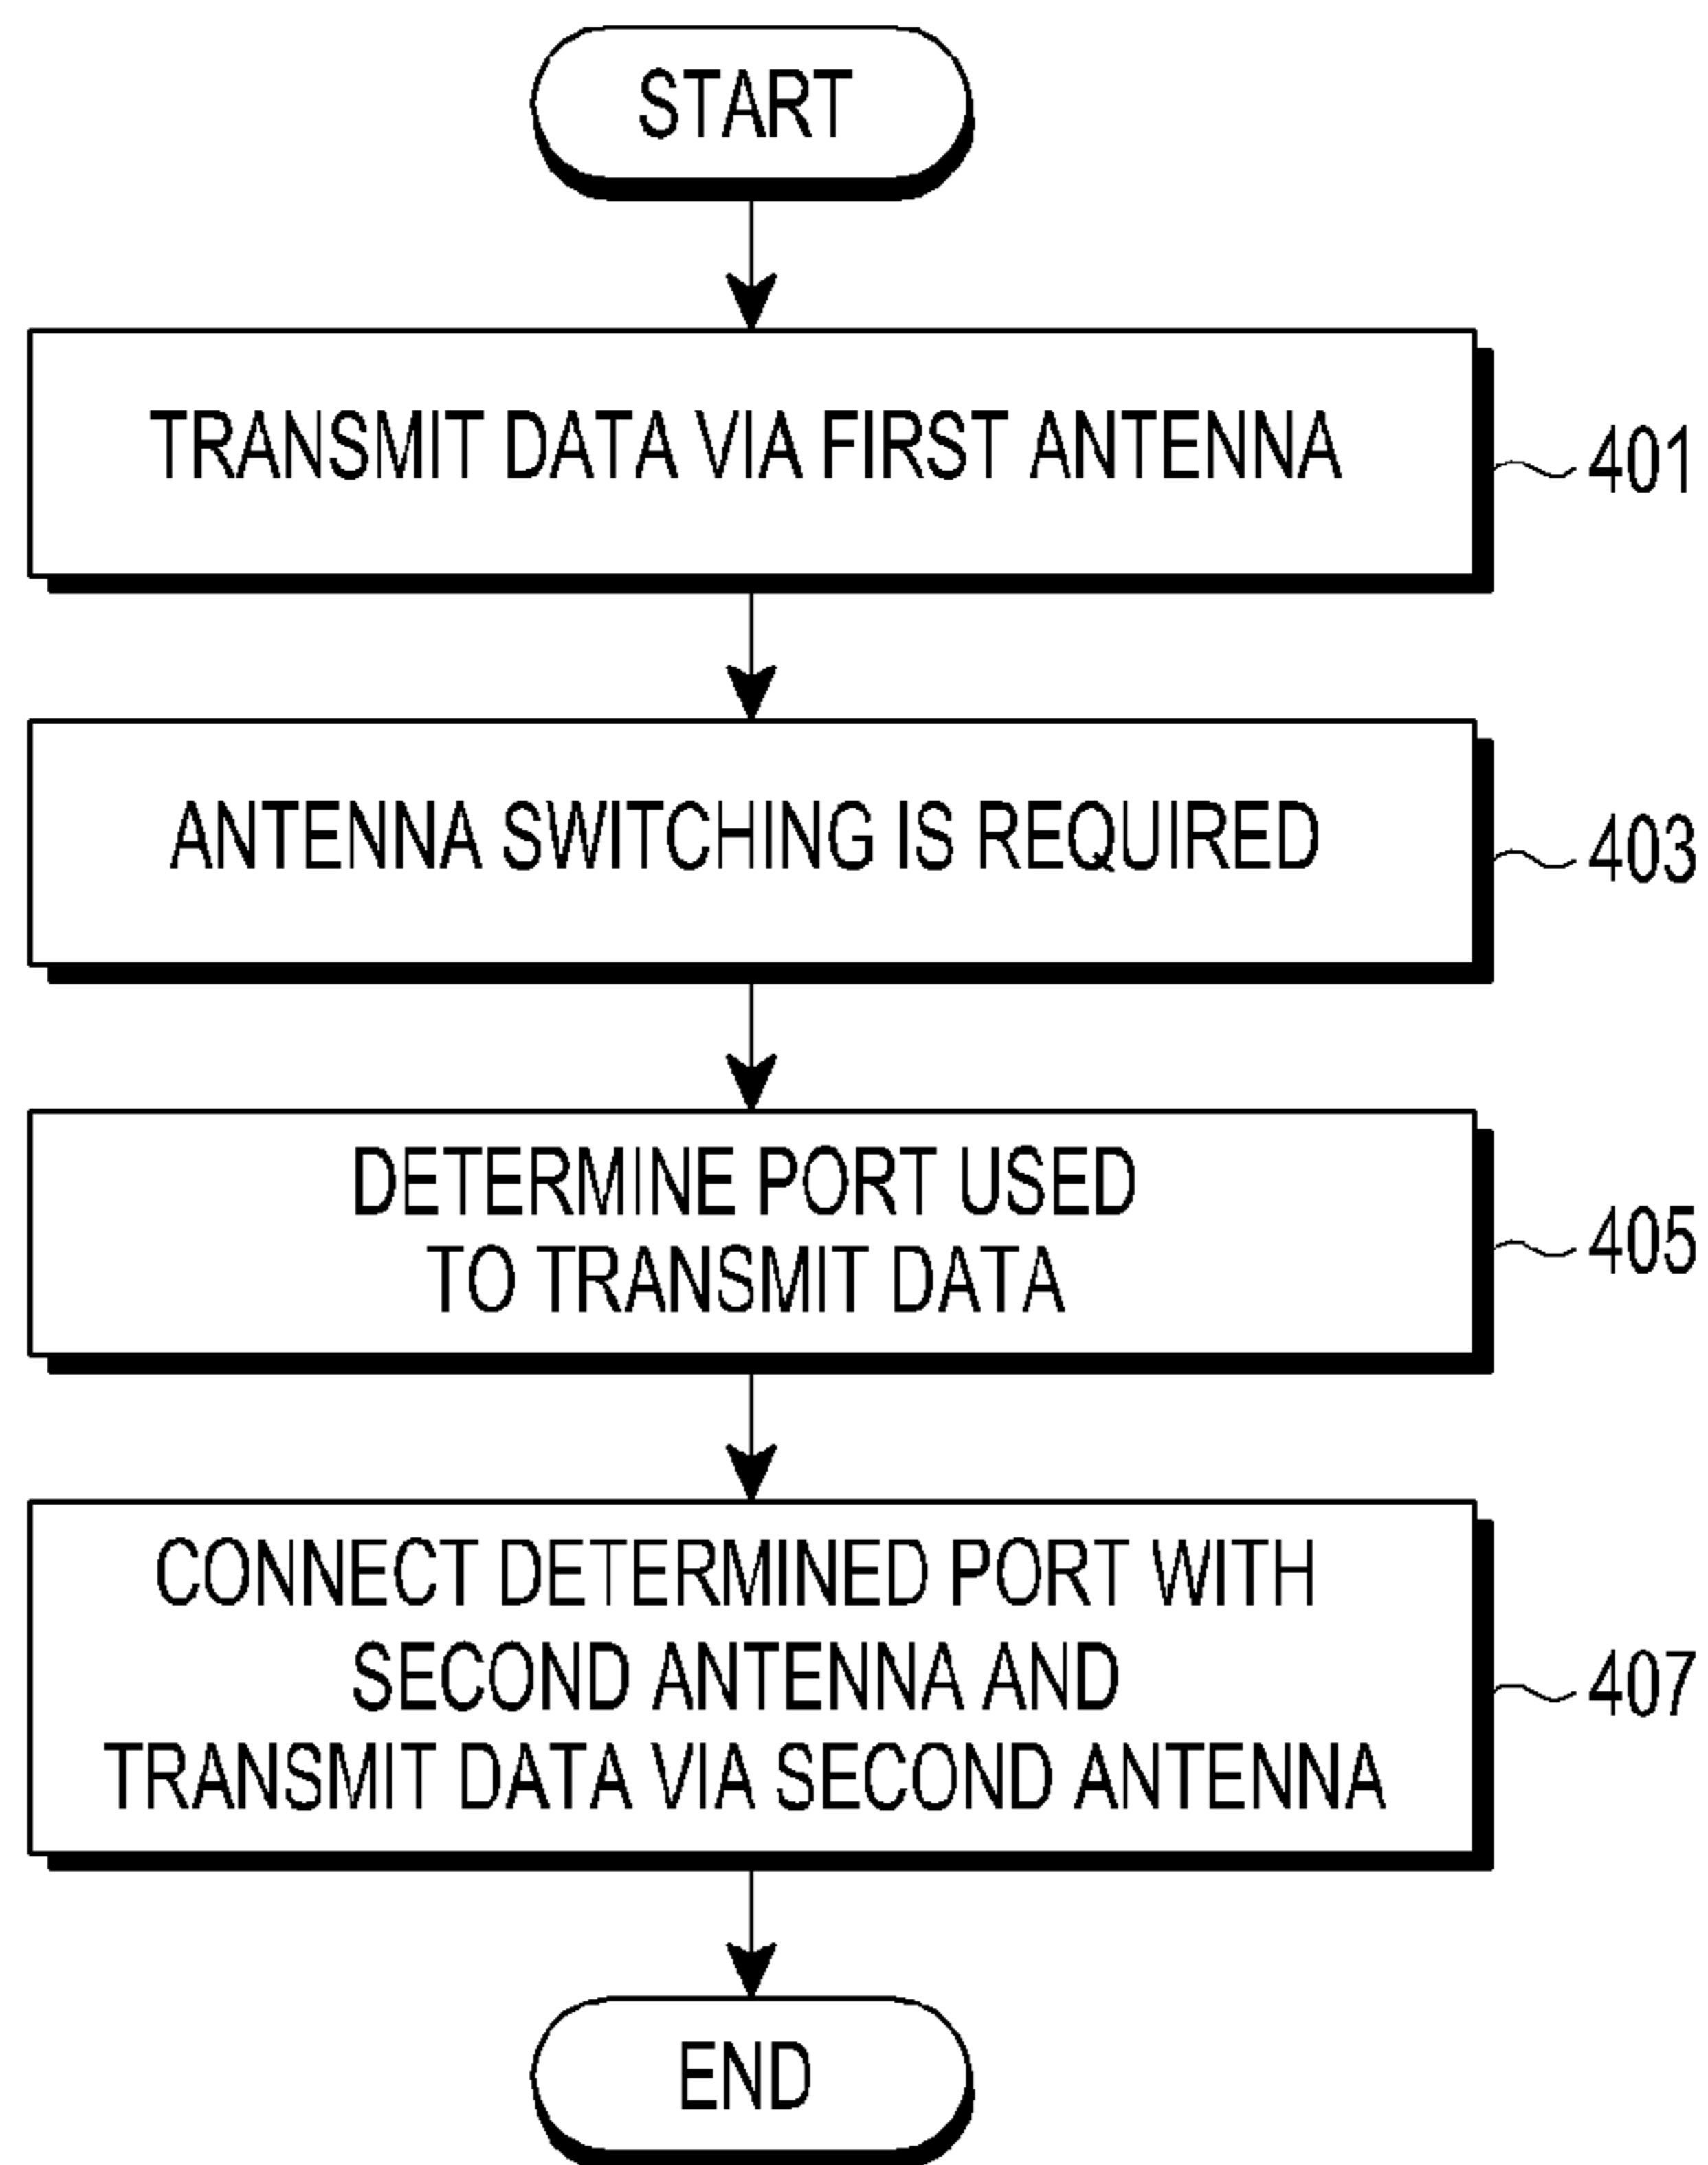 START
TRANSMIT DATA VIA FIRST ANTENNA
401
ANTENNA SWITCHING IS REQUIRED
403
DETERMINE PORT USED
TO TRANSMIT DATA
405
CONNECT DETERMINED PORT WITH
SECOND ANTENNA AND
TRANSMIT DATA VIA SECOND ANTENNA
407
END